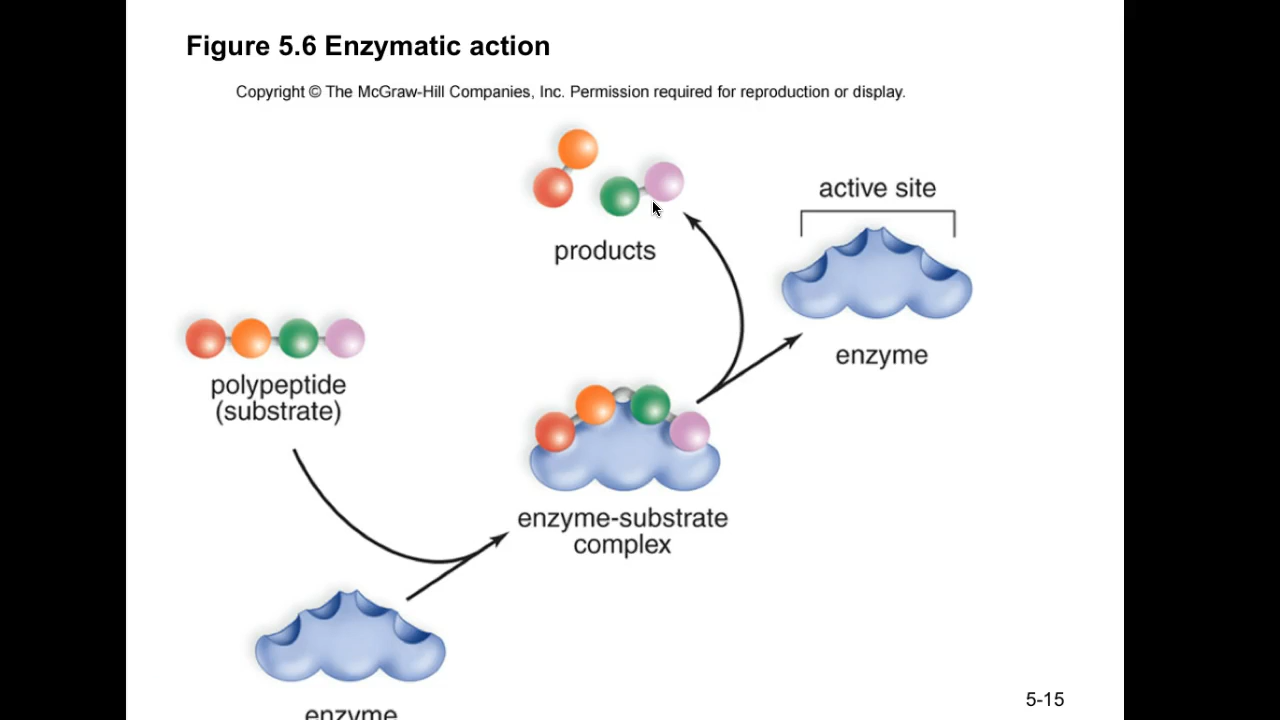 Figure 5.6 Enzymatic action
Copyright © The McGraw-Hill Companies, Inc. Permission required for reproduction or display.
active site
products
enzyme
polypeptide
(substrate)
enzyme-substrate
complex
enzyme
5-15